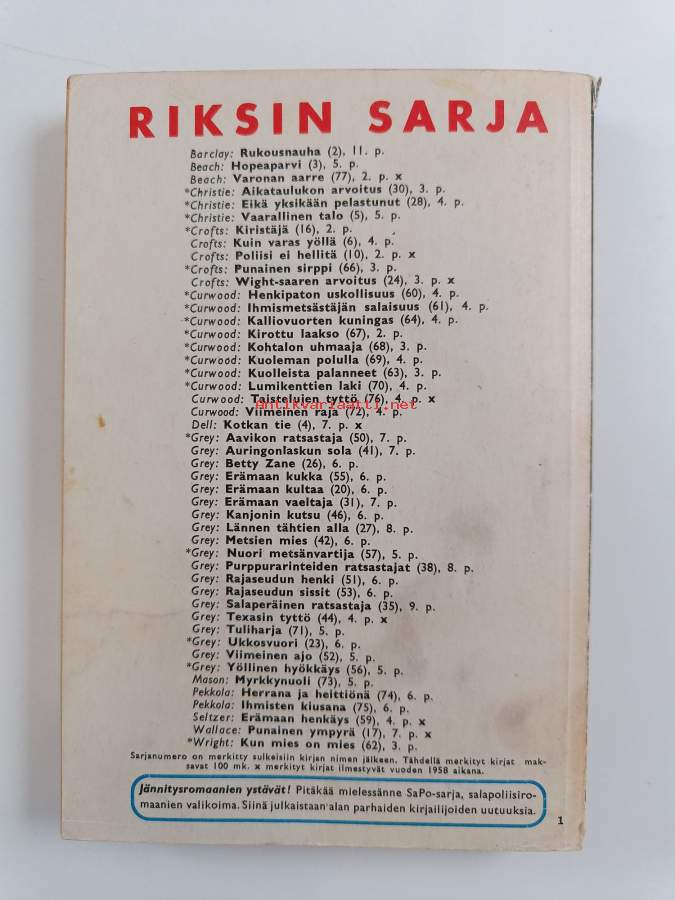 RIKSIN SARJA
Barclay: Rukousnauha (2), 11. p.
Beach: Hopeaparvi (3), 5. p.
Beach: Varonan aarre (77), 2. p. x
*Christie: Aikataulukon arvoitus (30), 3. p.
*Christie: Eikä yksikään pelastunut (28), 4. p.
*Christie: Vaarallinen talo (5), 5. p.
*Crofts: Kiristäjä (16), 2. p.
Crofts: Kuin varas yöllä (6), 4. p.
Crofts: Poliisi ei hellitä (10), 2. p. x
*Crofts: Punainen sirppi (66), 3. p.
Crofts: Wight-saaren arvoitus (24), 3. p. x
*Curwood: Henkipaton uskollisuus (60), 4. p.
*Curwood: Ihmismetsästäjän salaisuus (61), 4. p.
*Curwood: Kalliovuorten kuningas (64), 4. p.
*Curwood: Kirottu laakso (67), 2. p.
*Curwood: Kohtalon uhmaaja (68), 3. p.
*Curwood: Kuoleman polulla (69), 4. p.
*Curwood: Kuolleista palanneet (63), 3. p.
*Curwood: Lumikenttien laki (70), 4. p.
Curwood: Taistelujen tyttö (76), 4. p. x
Antikvariaatti.net
Curwood: Viimeinen raja (72), 4. p.
Dell: Kotkan tie (4), 7. p. x
*Grey: Aavikon ratsastaja (50), 7. p.
Grey: Auringonlaskun sola (41), 7. p.
Grey: Betty Zane (26), 6. p.
Grey: Erämaan kukka (55), 6. p.
Grey: Erämaan kultaa (20), 6. p.
Grey: Erämaan vaeltaja (31), 7. p.
Grey: Kanjonin kutsu (46), 6. p.
Grey: Lännen tähtien alla (27), 8. p.
Grey: Metsien mies (42), 6. p.
*Grey: Nuori metsänvartija (57), 5. p.
Grey: Purppurarinteiden ratsastajat (38), 8. p.
Grey: Rajaseudun henki (51), 6. p.
Grey: Rajaseudun sissit (53), 6. p.
Grey: Salaperäinen ratsastaja (35), 9. p.
Grey: Texasin tyttö (44), 4. p. x
Grey: Tuliharja (71), 5. p.
*Grey: Ukkosvuori (23), 6. p.
Grey: Viimeinen ajo (52), 5. p.
*Grey: Yöllinen hyökkäys (56), 5. p.
Mason: Myrkkynuoli (73), 5. p.
Pekkola: Herrana ja heittiönä (74), 6. p.
Pekkola: Ihmisten kiusana (75), 6. p.
Seltzer: Erämaan henkäys (59), 4. p. x
Wallace: Punainen ympyrä (17), 7. p. x
*Wright: Kun mies on mies (62), 3. p.
Sarjanumero on merkitty sulkeisiin kirjan nimen jälkeen. Tähdellä merkityt kirjat mak-
savat 100 mk. x merkityt kirjat ilmestyvät vuoden 1958 aikana.
Jännitysromaanien ystävät! Pitäkää mielessänne SaPo-sarja, salapoliisiro-
maanien valikoima. Siinä julkaistaan alan parhaiden kirjailijoiden uutuuksia.
1